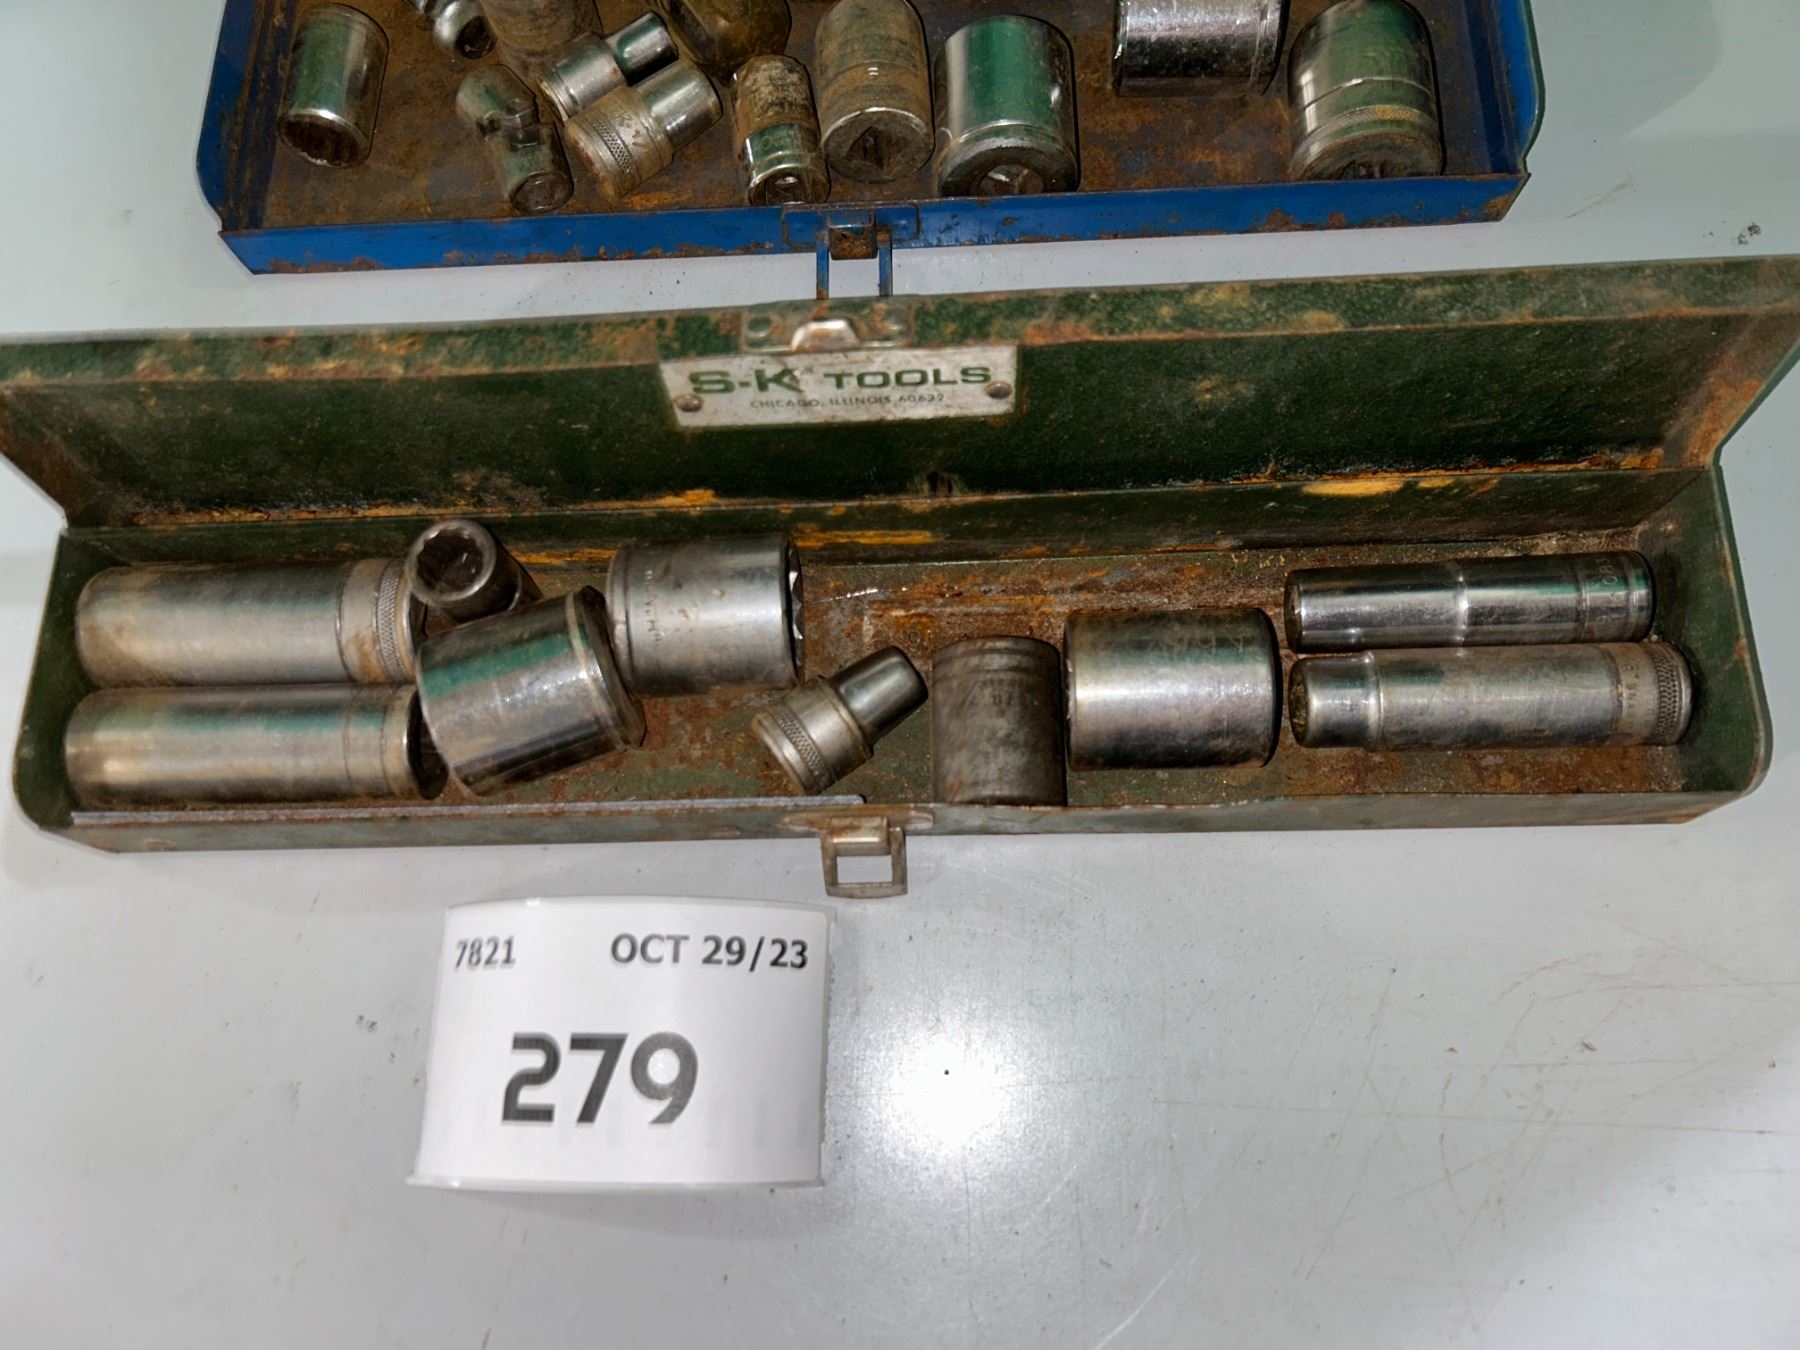 S-K TOOLS
CHICAGO, ILLINOIS 60632
7821 OCT 29/23
279